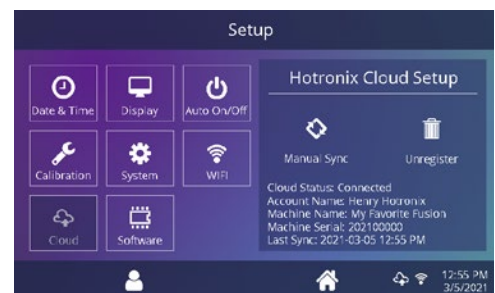 Setup
Date & Time
Display
Auto On/Off
Calibration
System
WIFI
Cloud
Software
Hotronix Cloud Setup
Manual Sync
Unregister
Cloud Status: Connected
Account Name: Henry Hotronix
Machine Name: My Favorite Fusion
Machine Serial: 202100000
Last Sync: 2021-03-05 12:55 PM
12:55 PM
3/5/2021